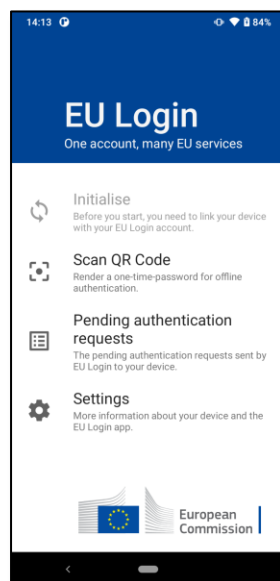 14:13 84%
EU Login
One account, many EU services
Initialise
Before you start, you need to link your device
with your EU Login account.
Scan QR Code
Render a one-time-password for offline
authentication.
Pending authentication
requests
The pending authentication requests sent by
EU Login to your device.
Settings
More information about your device and the
EU Login app.
European
Commission